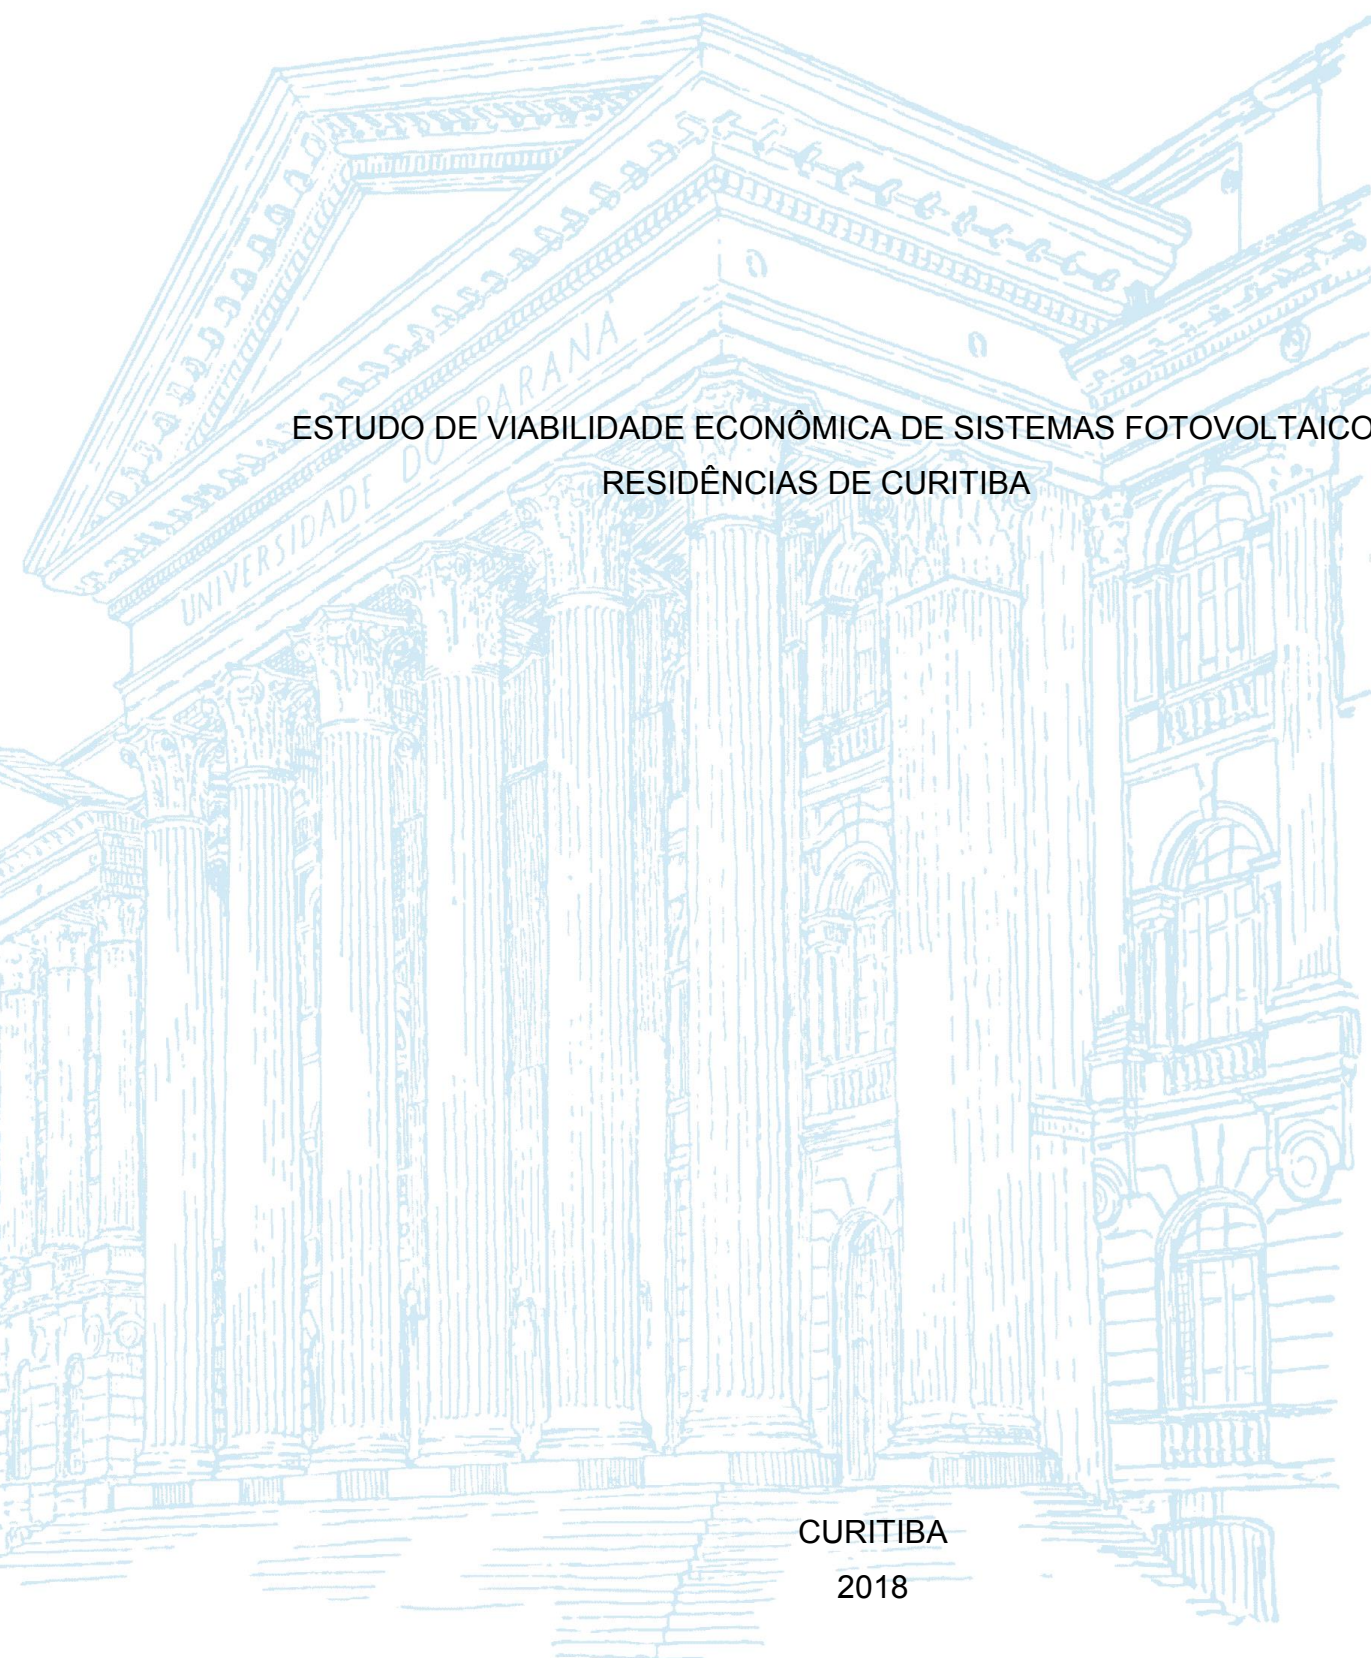 UNIVERSIDADE DO PARANÁ
ESTUDO DE VIABILIDADE ECONÔMICA DE SISTEMAS FOTOVOLTAICO
RESIDÊNCIAS DE CURITIBA
CURITIBA
2018